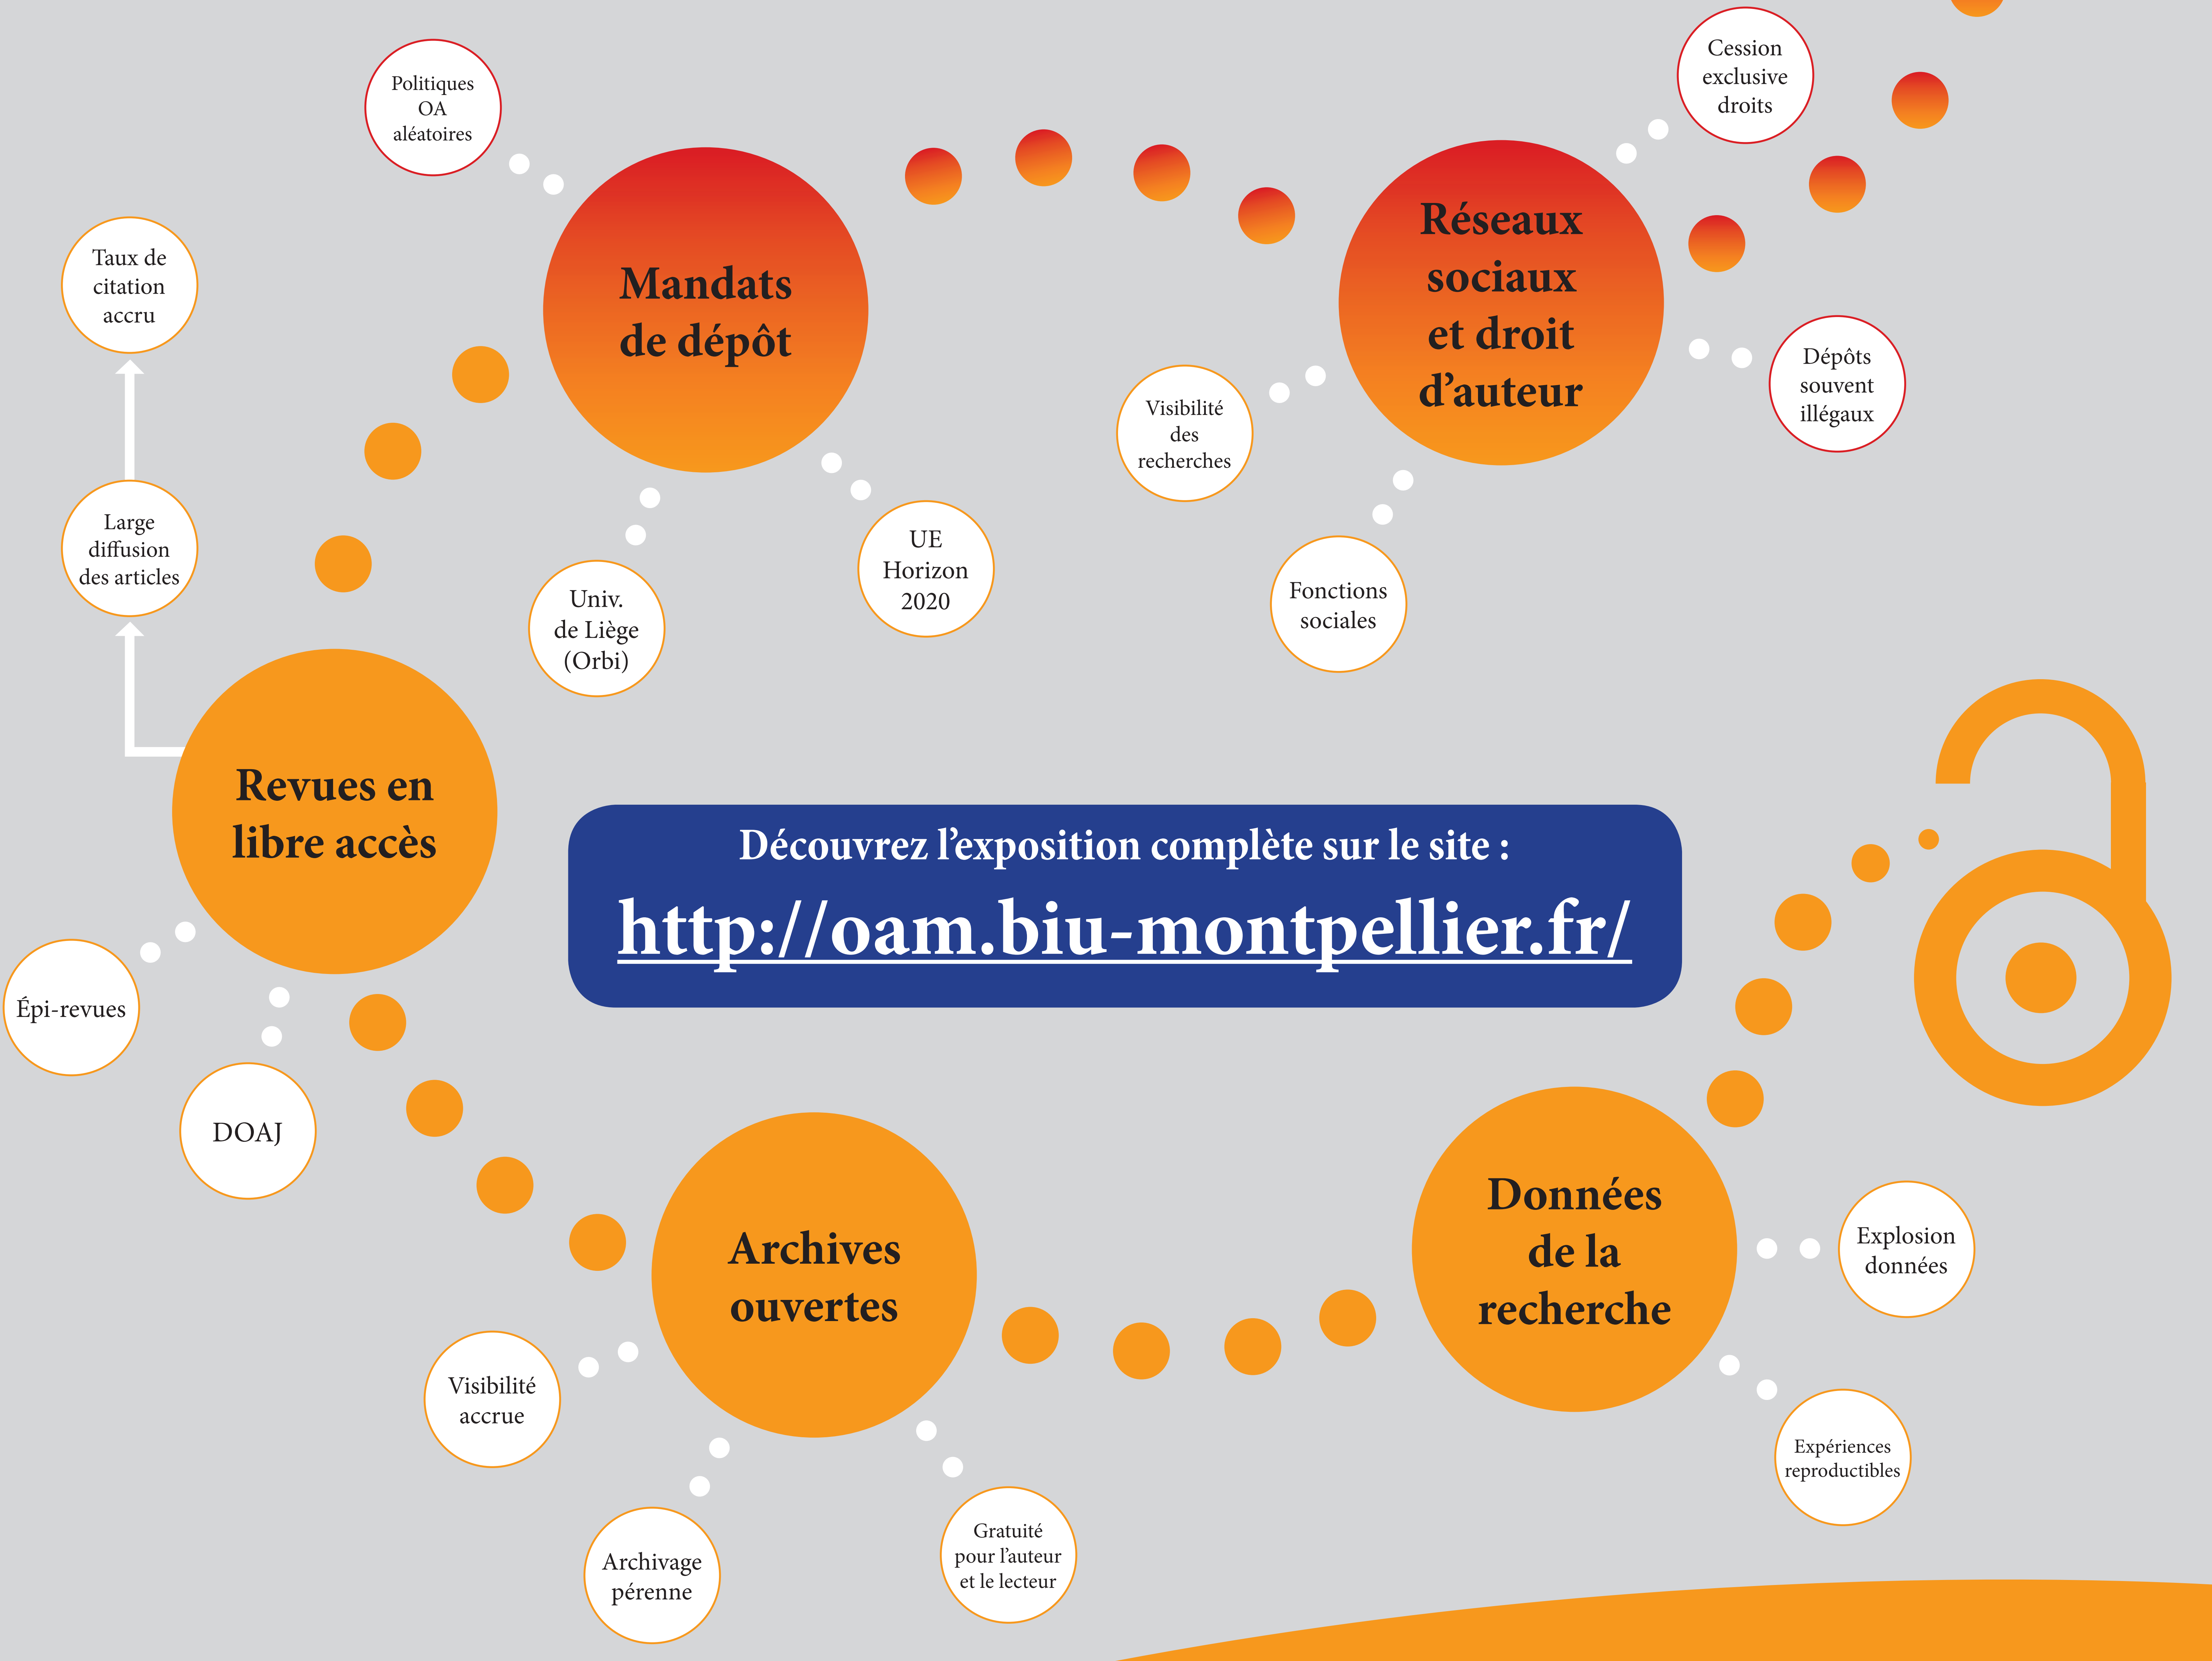 Politiques
OA
aléatoires
Mandats
de dépôt
Univ.
de Liège
(Orbi)
UE
Horizon
2020
Réseaux
sociaux
et droit
d’auteur
Cession
exclusive
droits
Dépôts
souvent
illégaux
Visibilité
des
recherches
Fonctions
sociales
Taux de
citation
accru
Large
diffusion
des articles
Revues en
libre accès
Épi-revues
DOAJ
Découvrez l’exposition complète sur le site :
http://oam.biu-montpellier.fr/
Archives
ouvertes
Visibilité
accrue
Archivage
pérenne
Gratuité
pour l’auteur
et le lecteur
Données
de la
recherche
Explosion
données
Expériences
reproductibles